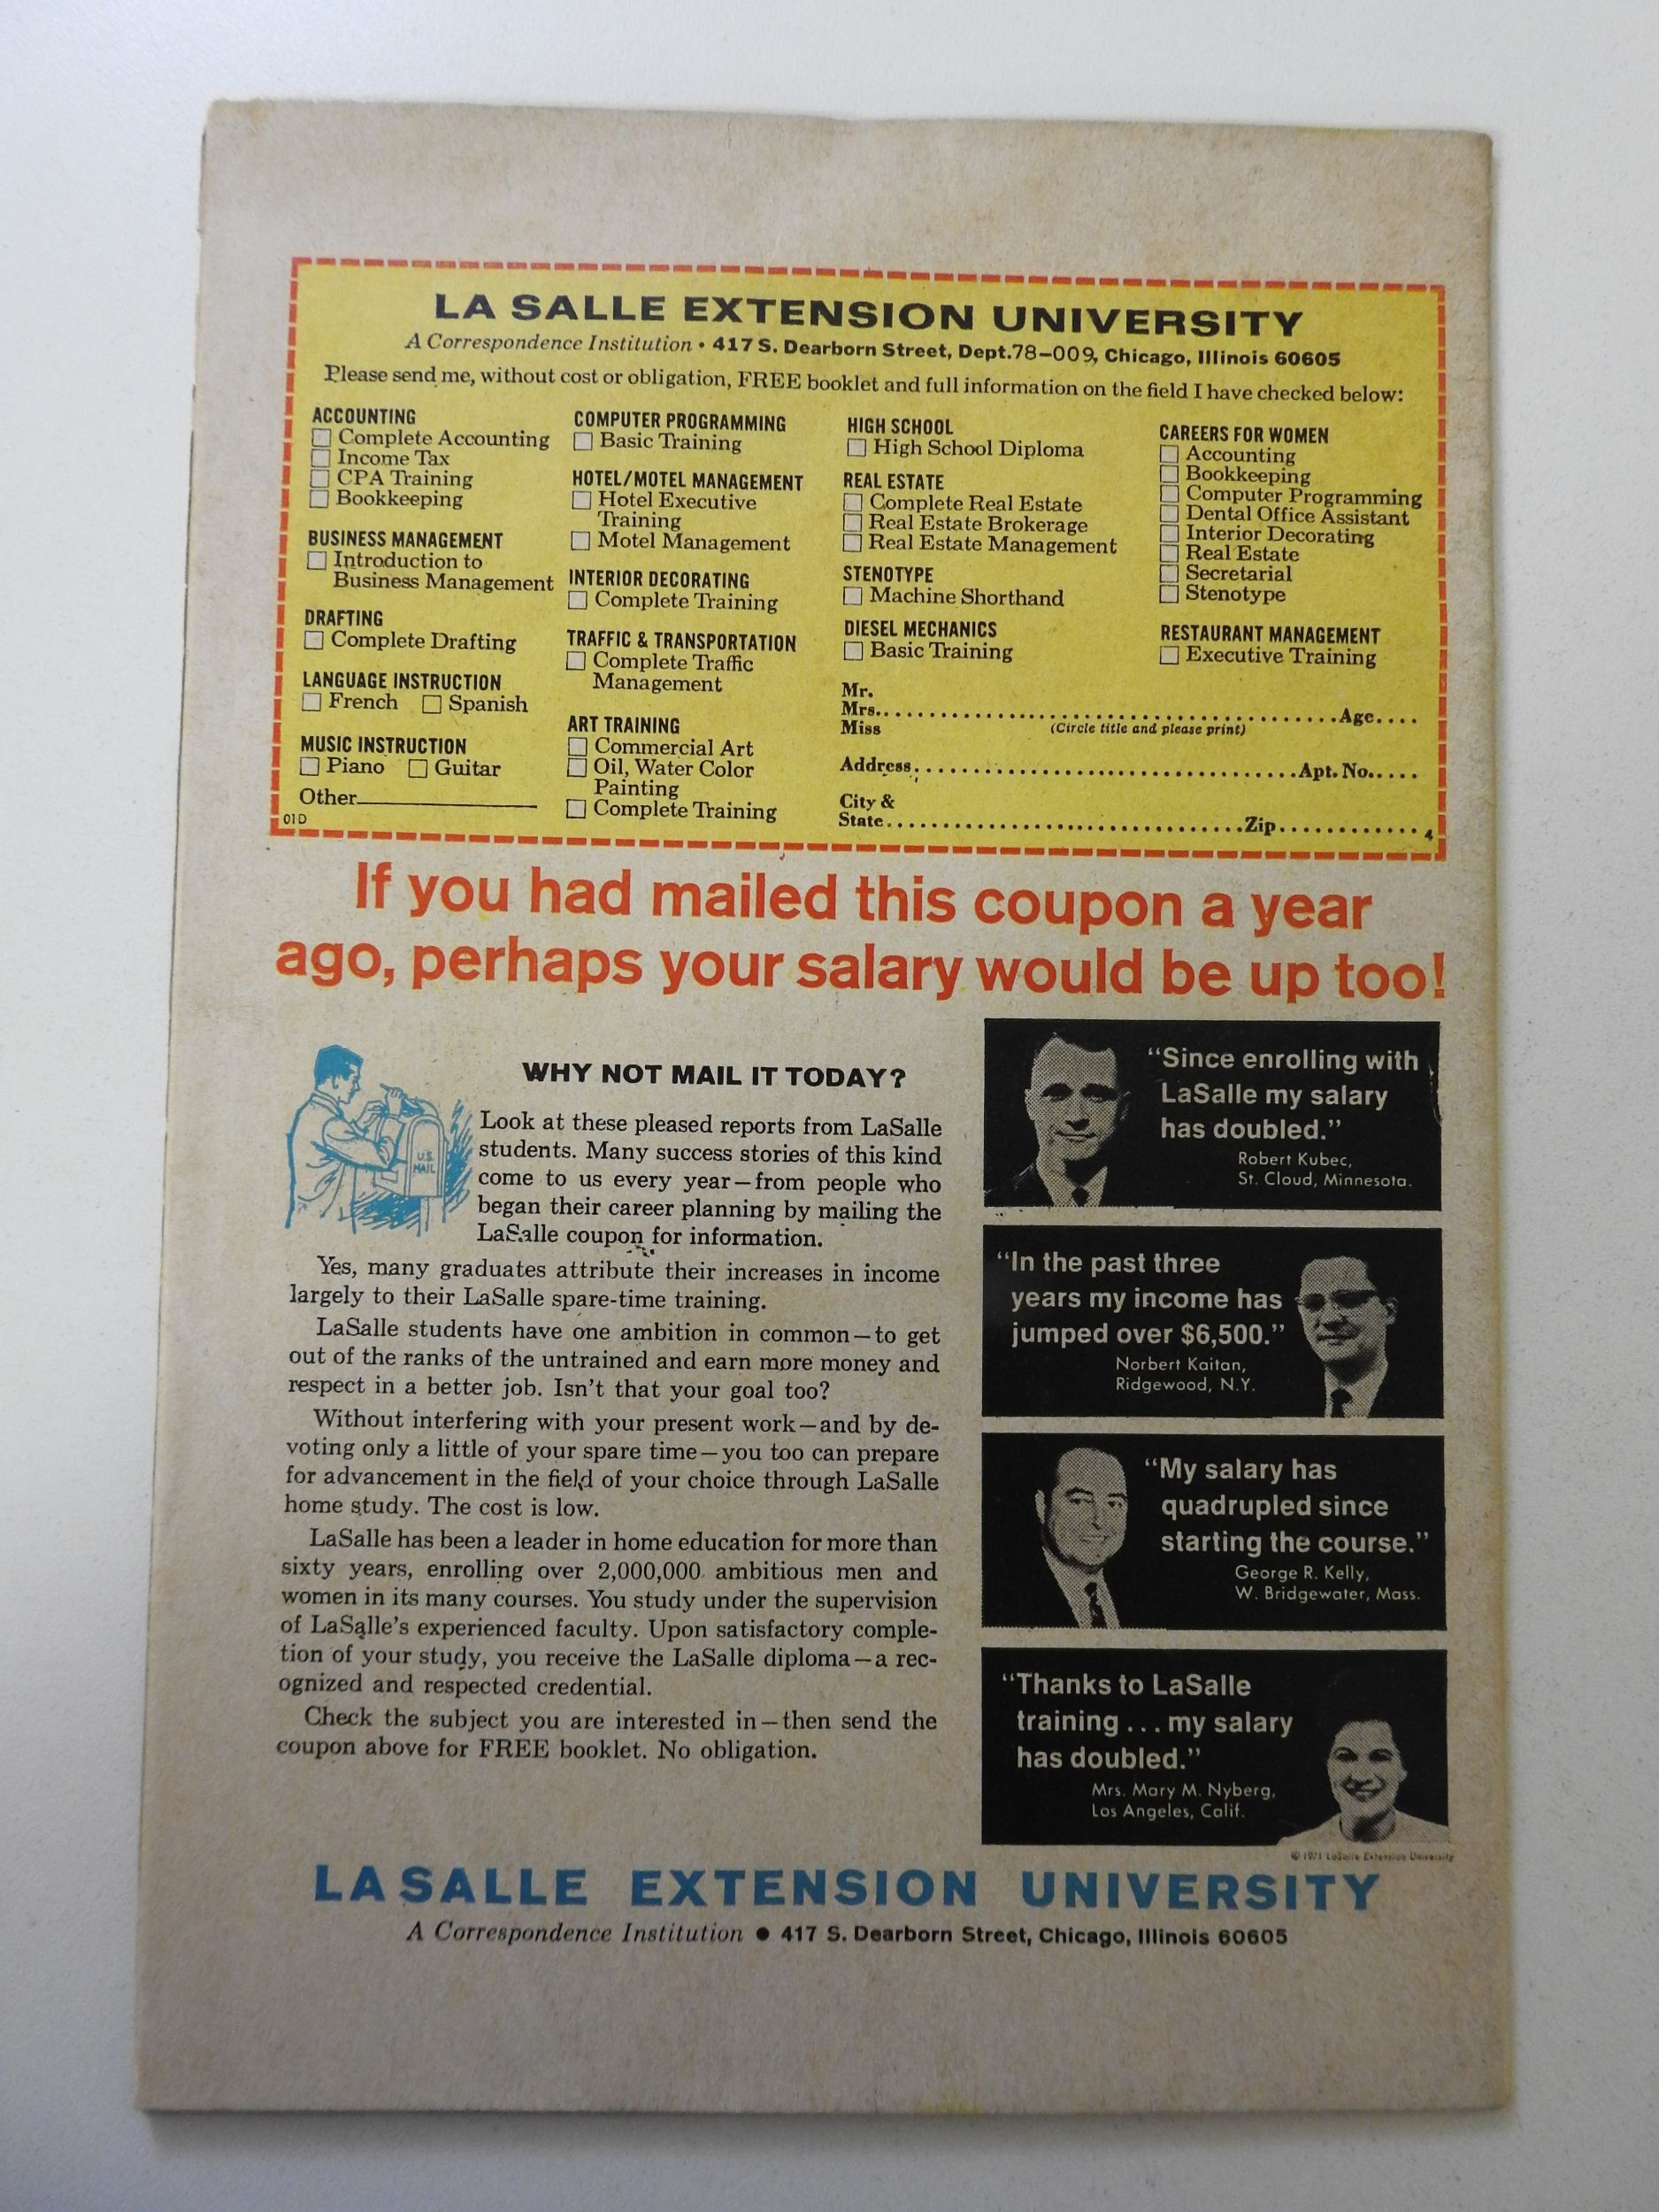 LA SALLE EXTENSION UNIVERSITY
A Correspondence Institution • 417 S. Dearborn Street, Dept.78-009, Chicago, Illinois 60605
Please send me, without cost or obligation, FREE booklet and full information on the field I have checked below:
ACCOUNTING
Complete Accounting
Income Tax
CPA Training
Bookkeeping
BUSINESS MANAGEMENT
Introduction to
Business Management
DRAFTING
Complete Drafting
LANGUAGE INSTRUCTION
French Spanish
MUSIC INSTRUCTION
Piano Guitar
Other
01D
COMPUTER PROGRAMMING
Basic Training
HOTEL/MOTEL MANAGEMENT
Hotel Executive
Training
Motel Management
INTERIOR DECORATING
Complete Training
TRAFFIC & TRANSPORTATION
Complete Traffic
Management
ART TRAINING
Commercial Art
Oil, Water Color
Painting
Complete Training
HIGH SCHOOL
High School Diploma
REAL ESTATE
Complete Real Estate
Real Estate Brokerage
Real Estate Management
STENOTYPE
Machine Shorthand
DIESEL MECHANICS
Basic Training
CAREERS FOR WOMEN
Accounting
Bookkeeping
Computer Programming
Dental Office Assistant
Interior Decorating
Real Estate
Secretarial
Stenotype
RESTAURANT MANAGEMENT
Executive Training
Mr.
Mrs. Age
Miss (Circle title and please print)
Address Apt. No.
City &
State Zip
4
If you had mailed this coupon a year
ago, perhaps your salary would be up too!
U.S.
MAIL
WHY NOT MAIL IT TODAY?
Look at these pleased reports from LaSalle
students. Many success stories of this kind
come to us every year—from people who
began their career planning by mailing the
LaSalle coupon for information.
Yes, many graduates attribute their increases in income
largely to their LaSalle spare-time training.
LaSalle students have one ambition in common—to get
out of the ranks of the untrained and earn more money and
respect in a better job. Isn't that your goal too?
Without interfering with your present work—and by de-
voting only a little of your spare time—you too can prepare
for advancement in the field of your choice through LaSalle
home study. The cost is low.
LaSalle has been a leader in home education for more than
sixty years, enrolling over 2,000,000 ambitious men and
women in its many courses. You study under the supervision
of LaSalle's experienced faculty. Upon satisfactory comple-
tion of your study, you receive the LaSalle diploma—a rec-
ognized and respected credential.
Check the subject you are interested in—then send the
coupon above for FREE booklet. No obligation.
"Since enrolling with
LaSalle my salary
has doubled."
Robert Kubec,
St. Cloud, Minnesota.
"In the past three
years my income has
jumped over $6,500."
Norbert Kaitan,
Ridgewood, N.Y.
"My salary has
quadrupled since
starting the course."
George R. Kelly,
W. Bridgewater, Mass.
"Thanks to LaSalle
training . . . my salary
has doubled."
Mrs. Mary M. Nyberg,
Los Angeles, Calif.
© 1971 LaSalle Extension University
LA SALLE EXTENSION UNIVERSITY
A Correspondence Institution • 417 S. Dearborn Street, Chicago, Illinois 60605